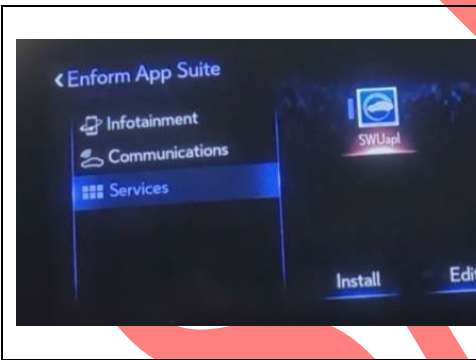 Enform App Suite
Infotainment
Communications
Services
SWUapl
Install